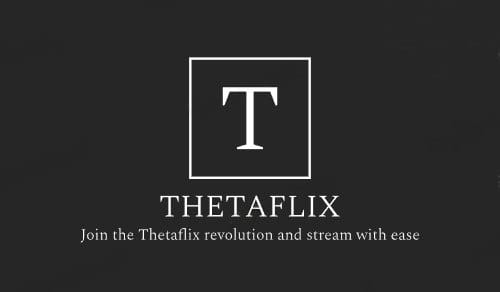 T
THETAFLIX
Join the Thetaflix revolution and stream with ease